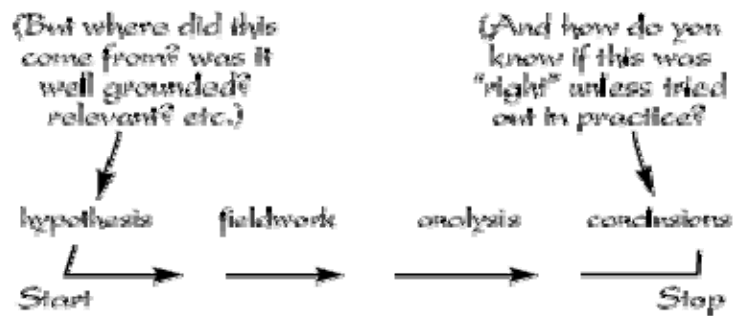 (But where did this
come from? was it
well grounded?
relevant? etc.)
(And how do you
know if this was
"right" unless tried
out in practice?
hypothesis
fieldwork
analysis
conclusions
Start
Stop